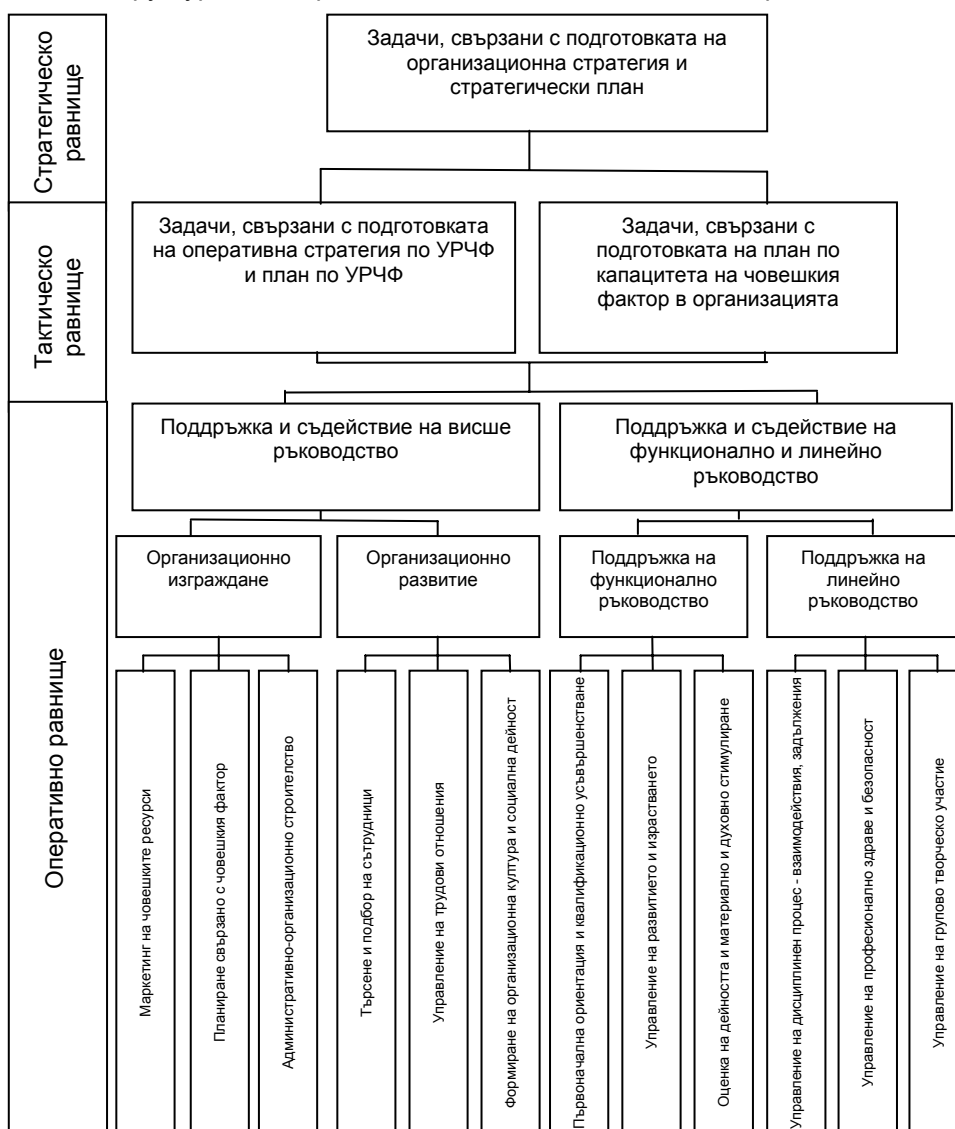 Стратегическо
равнище
Задачи, свързани с подготовката на
организационна стратегия и
стратегически план
Тактическо
равнище
Задачи, свързани с подготовката
на оперативна стратегия по УРЧФ
и план по УРЧФ
Задачи, свързани с
подготовката на план по
капацитета на човешкия
фактор в организацията
Оперативно равнище
Поддръжка и съдействие на висше
ръководство
Поддръжка и съдействие на
функционално и линейно
ръководство
Организационно
изграждане
Организационно
развитие
Поддръжка на
функционално
ръководство
Поддръжка на
линейно
ръководство
Маркетинг на човешките ресурси
Планиране свързано с човешкия фактор
Административно-организационно строителство
Търсене и подбор на сътрудници
Управление на трудови отношения
Формиране на организационна култура и социална дейност
Първоначална ориентация и квалификационно усъвършенстване
Управление на развитието и израстването
Оценка на дейността и материално и духовно стимулиране
Управление на дисциплинен процес - взаимодействия, задължения
Управление на професионално здраве и безопасност
Управление на групово творческо участие